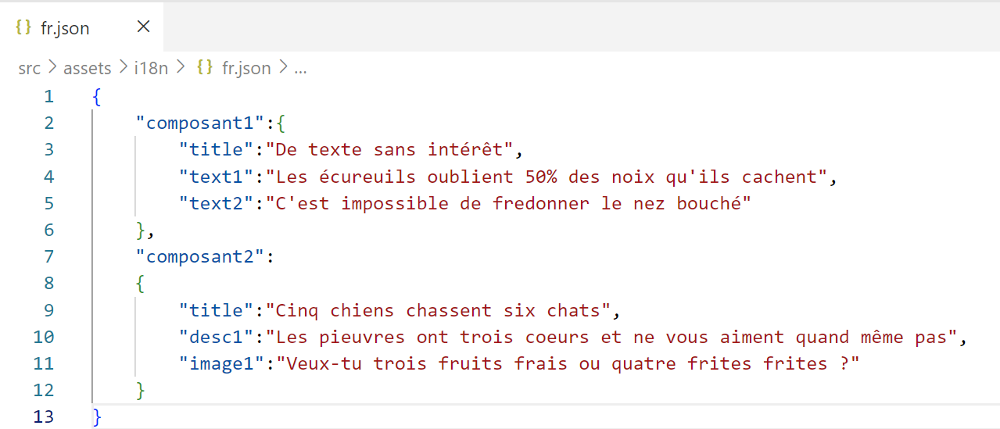 {} fr.json ×
src > assets > i18n > {} fr.json > ...
1 {
2 "composant1":{
3 "title":"De texte sans intérêt",
4 "text1":"Les écureuils oublient 50% des noix qu'ils cachent",
5 "text2":"C'est impossible de fredonner le nez bouché"
6 },
7 "composant2":
8 {
9 "title":"Cinq chiens chassent six chats",
10 "desc1":"Les pieuvres ont trois coeurs et ne vous aiment quand même pas",
11 "image1":"Veux-tu trois fruits frais ou quatre frites frites ?"
12 }
13 }